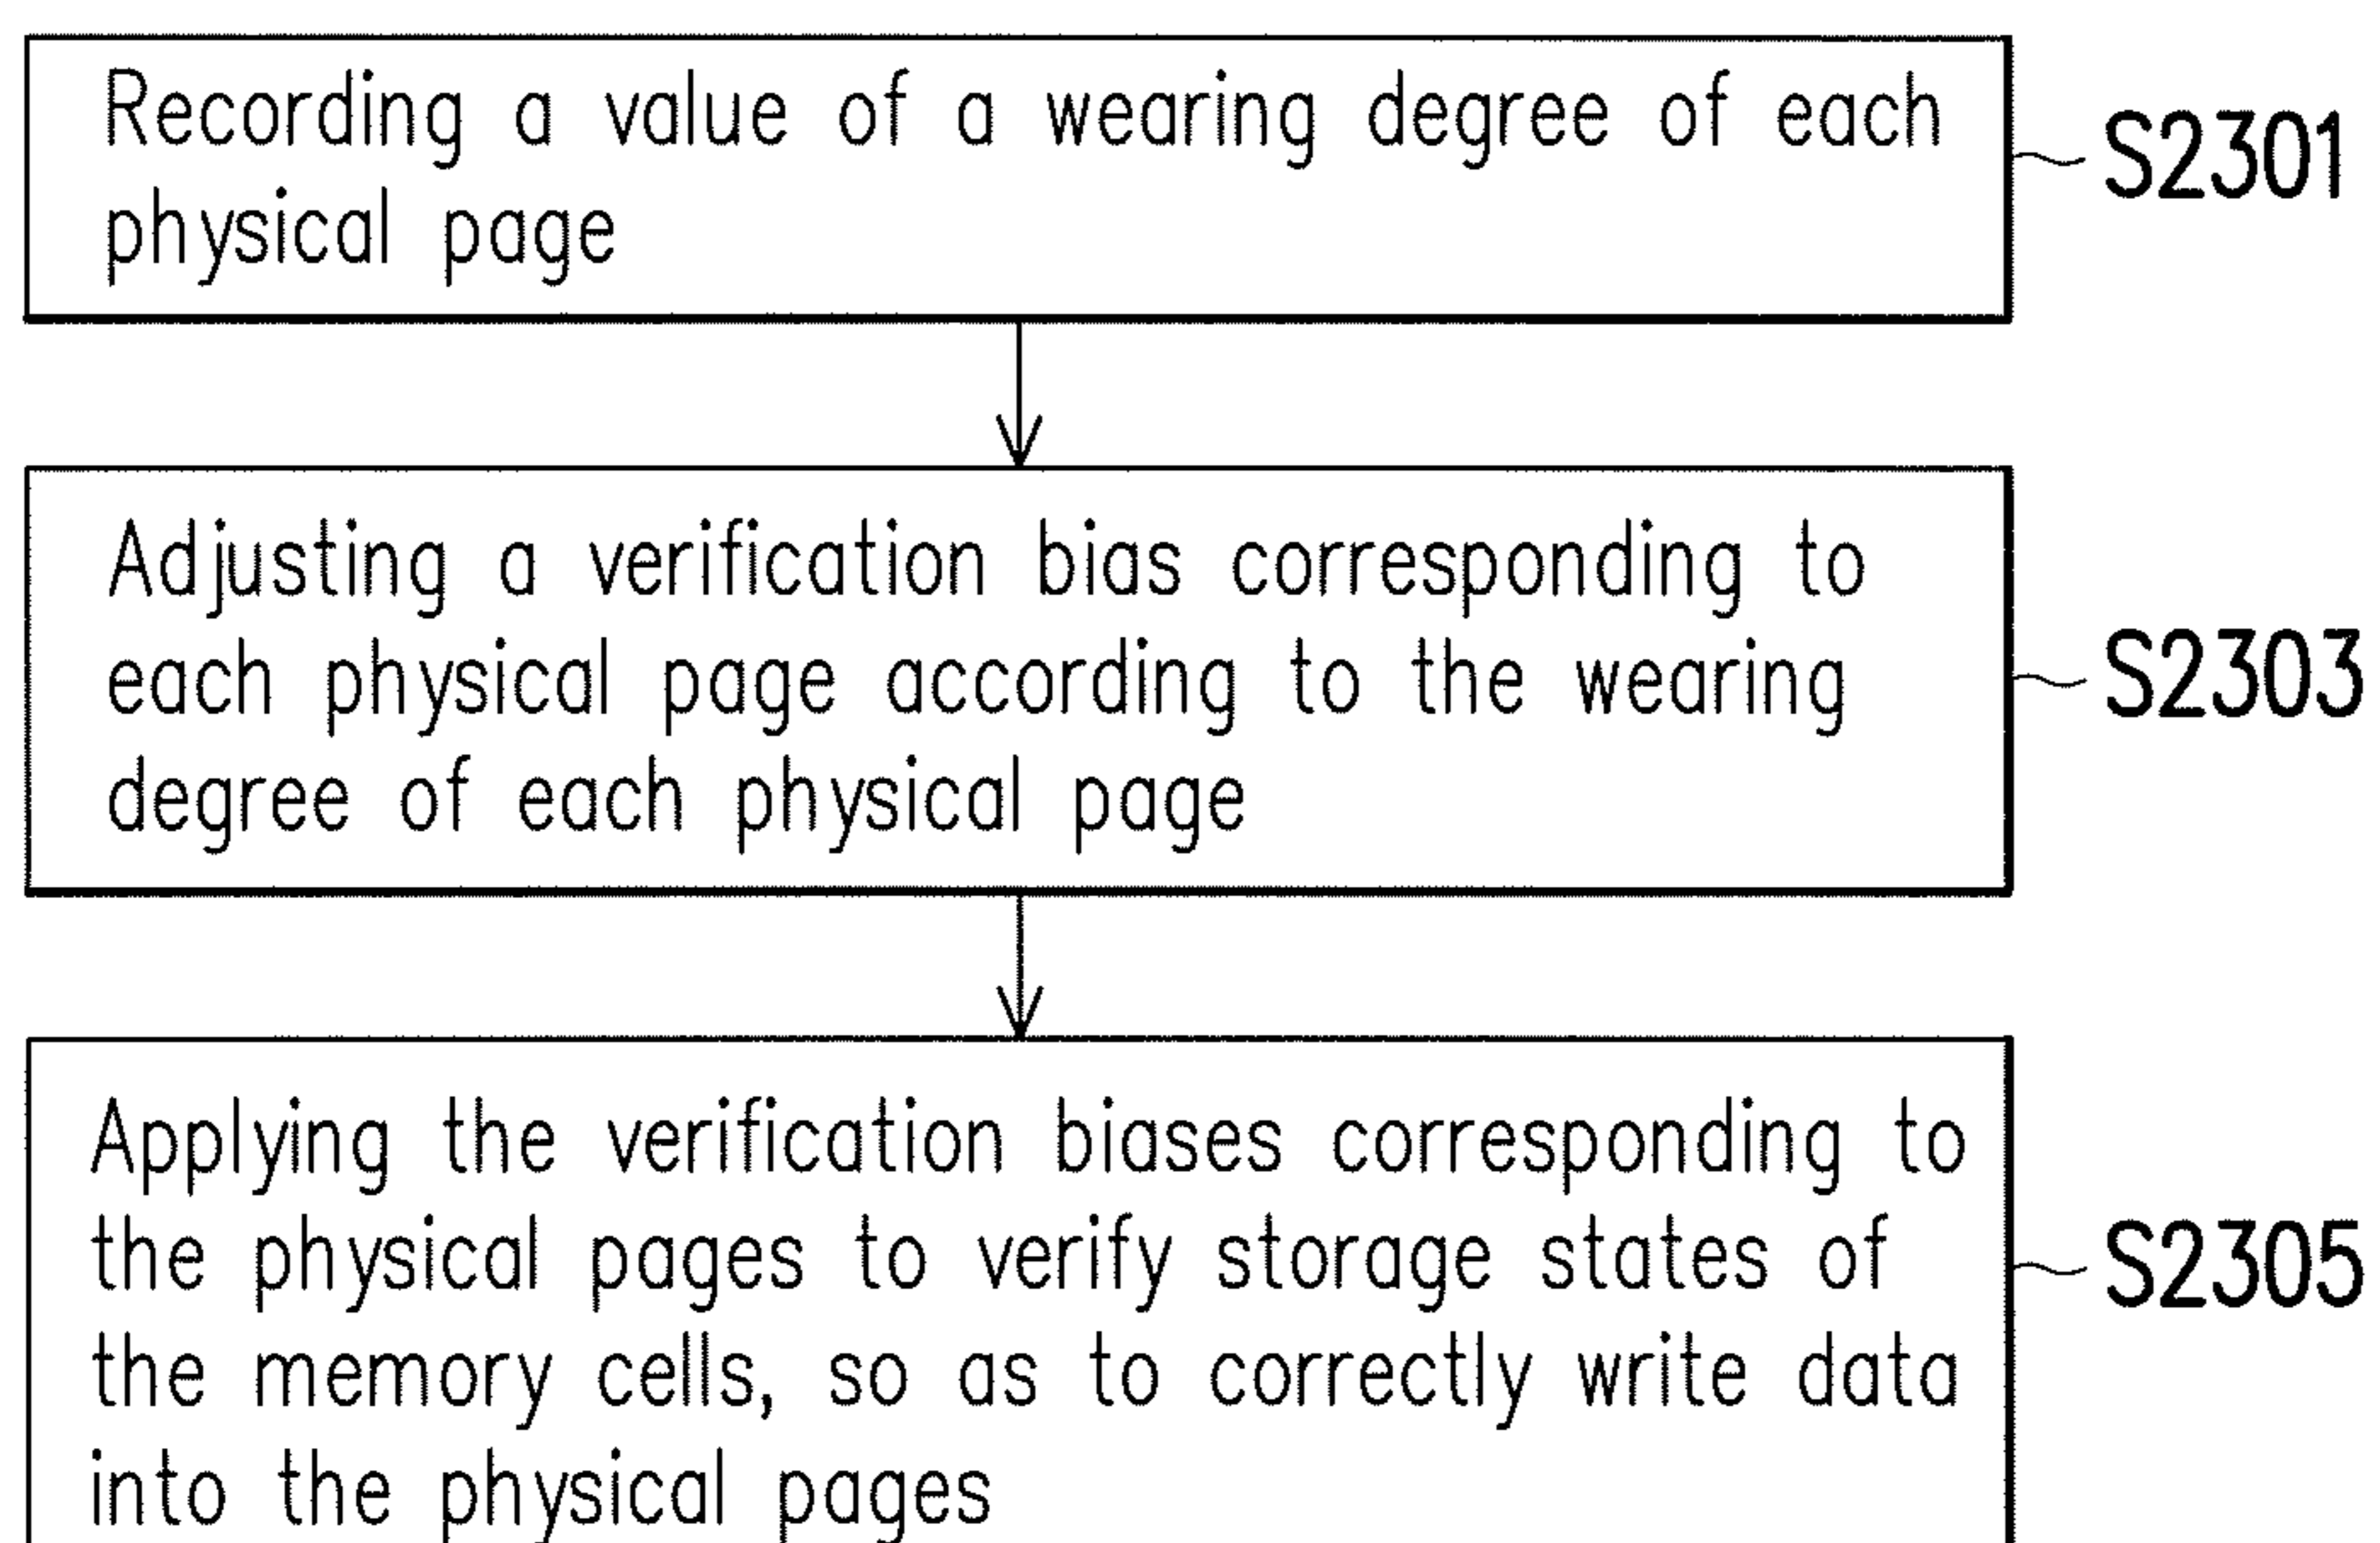 Recording a value of a wearing degree of each
physical page
S2301
Adjusting a verification bias corresponding to
each physical page according to the wearing
degree of each physical page
S2303
Applying the verification biases corresponding to
the physical pages to verify storage states of
the memory cells, so as to correctly write data
into the physical pages
S2305